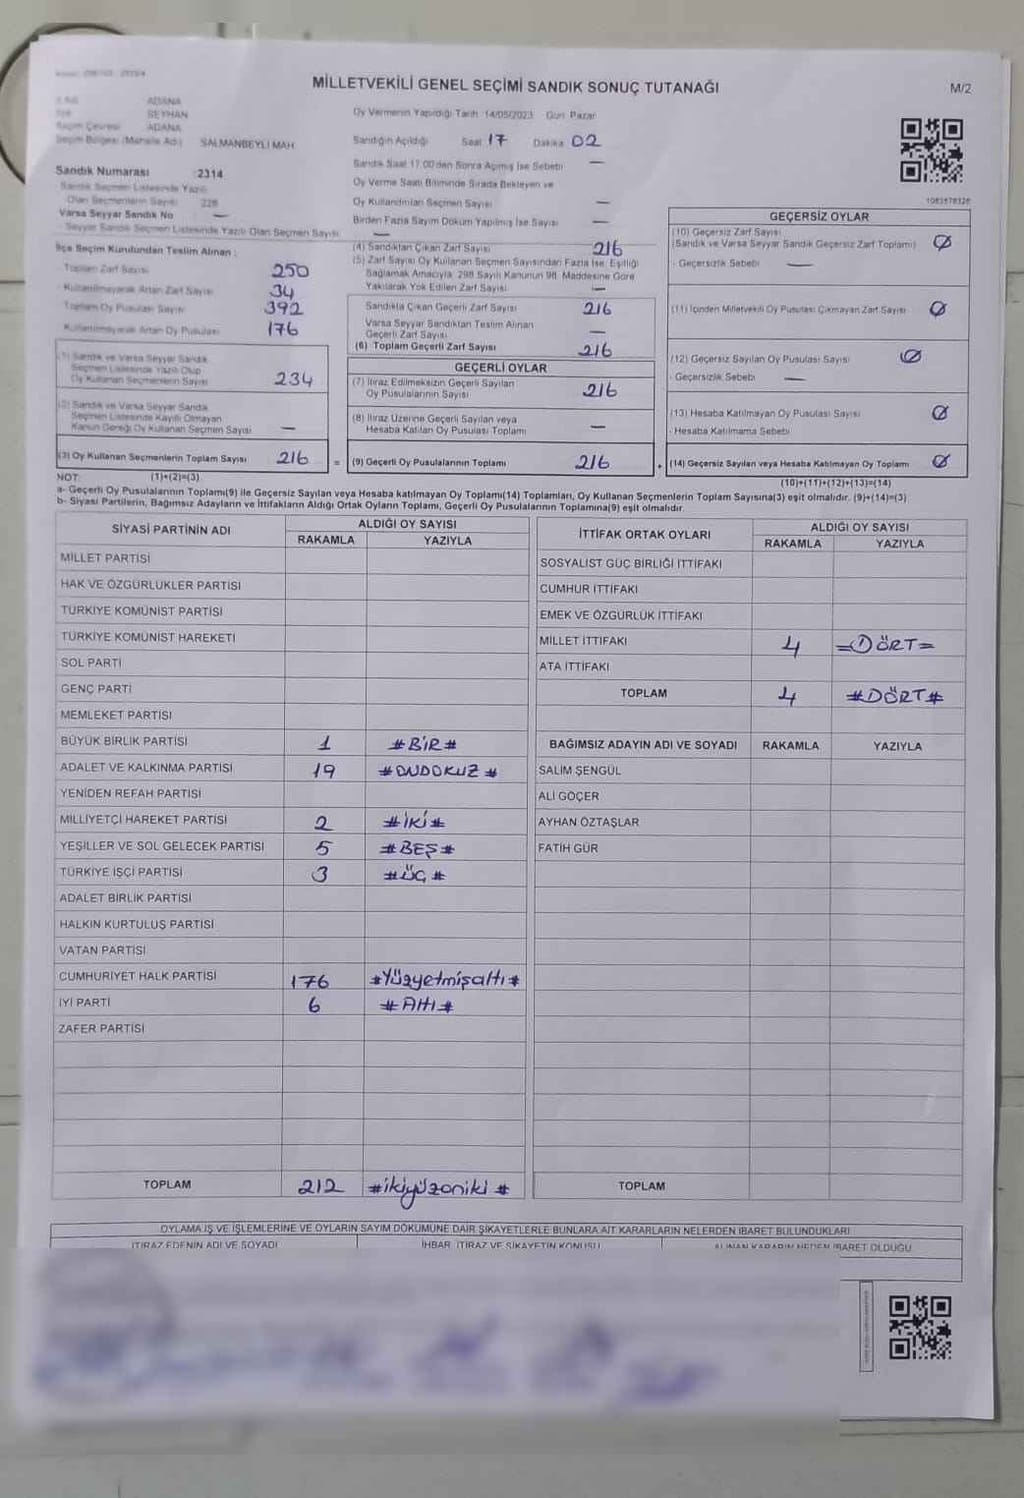 MİLLETVEKİLİ GENEL SEÇİMİ SANDIK SONUÇ TUTANAĞI
M/2
ADANA
SEYHAN
ADANA
Seçim Bölgesi (Mahalle Adı) SALMANBEYLİ MAH
Sandık Numarası :2314
Sandık Seçmen Listesinde Yazılı
Olan Seçmenlerin Sayısı 228
Varsa Seyyar Sandık No —
Seyyar Sandık Seçmen Listesinde Yazılı Olan Seçmen Sayısı —
İlçe Seçim Kurulundan Teslim Alınan :
Toplam Zarf Sayısı 250
Kullanılmayarak Artan Zarf Sayısı 34
Toplam Oy Pusulası Sayısı 392
Kullanılmayarak Artan Oy Pusulası 176
(1) Sandık ve Varsa Seyyar Sandık
Seçmen Listesinde Yazılı Olup
Oy Kullanan Seçmenlerin Sayısı 234
(2) Sandık ve Varsa Seyyar Sandık
Seçmen Listesinde Kayıtlı Olmayan
Kanun Gereği Oy Kullanan Seçmen Sayısı —
(3) Oy Kullanan Seçmenlerin Toplam Sayısı 216 =
Oy Vermenin Yapıldığı Tarih :14/05/2023 Gün Pazar
Sandığın Açıldığı Saat 17 Dakika 02
Sandık Saat 17:00'den Sonra Açılmış İse Sebebi —
Oy Verme Saati Bitiminde Sırada Bekleyen ve
Oy Kullandırılan Seçmen Sayısı —
Birden Fazla Sayım Döküm Yapılmış İse Sayısı —
(4) Sandıktan Çıkan Zarf Sayısı 216
(5) Zarf Sayısı Oy Kullanan Seçmen Sayısından Fazla İse, Eşitliği
Sağlamak Amacıyla 298 Sayılı Kanunun 98. Maddesine Göre
Yakılarak Yok Edilen Zarf Sayısı —
Sandıkta Çıkan Geçerli Zarf Sayısı 216
Varsa Seyyar Sandıktan Teslim Alınan
Geçerli Zarf Sayısı —
(6) Toplam Geçerli Zarf Sayısı 216
GEÇERLİ OYLAR
(7) İtiraz Edilmeksizin Geçerli Sayılan
Oy Pusulalarının Sayısı 216
(8) İtiraz Üzerine Geçerli Sayılan veya
Hesaba Katılan Oy Pusulası Toplamı —
(9) Geçerli Oy Pusulalarının Toplamı 216 +
1083578328
GEÇERSİZ OYLAR
(10) Geçersiz Zarf Sayısı
(Sandık ve Varsa Seyyar Sandık Geçersiz Zarf Toplamı) Ø
- Geçersizlik Sebebi —
(11) İçinden Milletvekili Oy Pusulası Çıkmayan Zarf Sayısı Ø
(12) Geçersiz Sayılan Oy Pusulası Sayısı Ø
- Geçersizlik Sebebi —
(13) Hesaba Katılmayan Oy Pusulası Sayısı Ø
- Hesaba Katılmama Sebebi
(14) Geçersiz Sayılan veya Hesaba Katılmayan Oy Toplamı Ø
NOT: (1)+(2)=(3) (10)+(11)+(12)+(13)=(14)
a- Geçerli Oy Pusulalarının Toplamı(9) ile Geçersiz Sayılan veya Hesaba katılmayan Oy Toplamı(14) Toplamları, Oy Kullanan Seçmenlerin Toplam Sayısına(3) eşit olmalıdır. (9)+(14)=(3)
b- Siyasi Partilerin, Bağımsız Adayların ve İttifakların Aldığı Ortak Oyların Toplamı, Geçerli Oy Pusulalarının Toplamına(9) eşit olmalıdır.
SİYASİ PARTİNİN ADI ALDIĞI OY SAYISI
RAKAMLA YAZIYLA
MİLLET PARTİSİ
HAK VE ÖZGÜRLÜKLER PARTİSİ
TÜRKİYE KOMÜNİST PARTİSİ
TÜRKİYE KOMÜNİST HAREKETİ
SOL PARTİ
GENÇ PARTİ
MEMLEKET PARTİSİ
BÜYÜK BİRLİK PARTİSİ 1 #BİR#
ADALET VE KALKINMA PARTİSİ 19 #ONDOKUZ#
YENİDEN REFAH PARTİSİ
MİLLİYETÇİ HAREKET PARTİSİ 2 #İKİ#
YEŞİLLER VE SOL GELECEK PARTİSİ 5 #BEŞ#
TÜRKİYE İŞÇİ PARTİSİ 3 #ÜÇ#
ADALET BİRLİK PARTİSİ
HALKIN KURTULUŞ PARTİSİ
VATAN PARTİSİ
CUMHURİYET HALK PARTİSİ 176 #Yüzyetmişaltı#
İYİ PARTİ 6 #Altı#
ZAFER PARTİSİ
TOPLAM 212 #ikiyüzoniki#
İTTİFAK ORTAK OYLARI ALDIĞI OY SAYISI
RAKAMLA YAZIYLA
SOSYALİST GÜÇ BİRLİĞİ İTTİFAKI
CUMHUR İTTİFAKI
EMEK VE ÖZGÜRLÜK İTTİFAKI
MİLLET İTTİFAKI 4 =DÖRT=
ATA İTTİFAKI
TOPLAM 4 #DÖRT#
BAĞIMSIZ ADAYIN ADI VE SOYADI RAKAMLA YAZIYLA
SALİM ŞENGÜL
ALİ GÖÇER
AYHAN ÖZTAŞLAR
FATİH GÜR
TOPLAM
OYLAMA İŞ VE İŞLEMLERİNE VE OYLARIN SAYIM DÖKÜMÜNE DAİR ŞİKAYETLERLE BUNLARA AİT KARARLARIN NELERDEN İBARET BULUNDUKLARI
İTİRAZ EDENİN ADI VE SOYADI İHBAR, İTİRAZ VE ŞİKAYETİN KONUSU ALINAN KARARIN NEDEN İBARET OLDUĞU